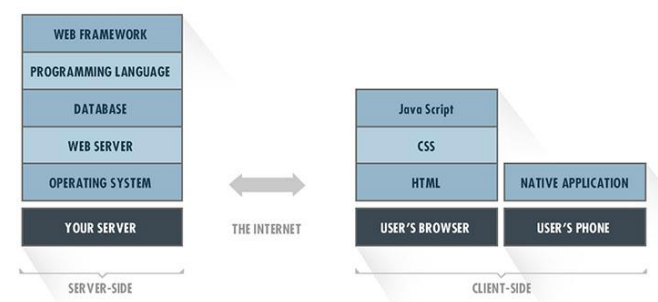 WEB FRAMEWORK
PROGRAMMING LANGUAGE
DATABASE
WEB SERVER
OPERATING SYSTEM
YOUR SERVER
SERVER-SIDE
THE INTERNET
Java Script
CSS
HTML
USER'S BROWSER
NATIVE APPLICATION
USER'S PHONE
CLIENT-SIDE